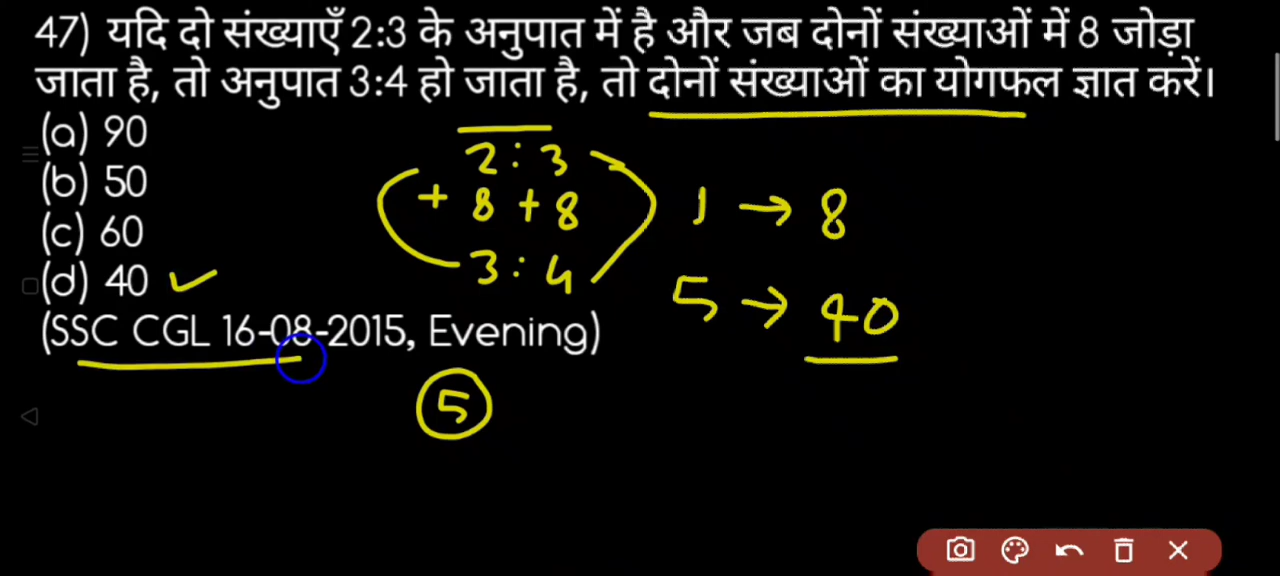 47) यदि दो संख्याएँ 2:3 के अनुपात में है और जब दोनों संख्याओं में 8 जोड़ा
जाता है, तो अनुपात 3:4 हो जाता है, तो दोनों संख्याओं का योगफल ज्ञात करें।
(a) 90
(b) 50
(c) 60
(d) 40 ✓
(SSC CGL 16-08-2015, Evening)
2 : 3
+ 8 + 8
3 : 4
1 → 8
5 → 40
5